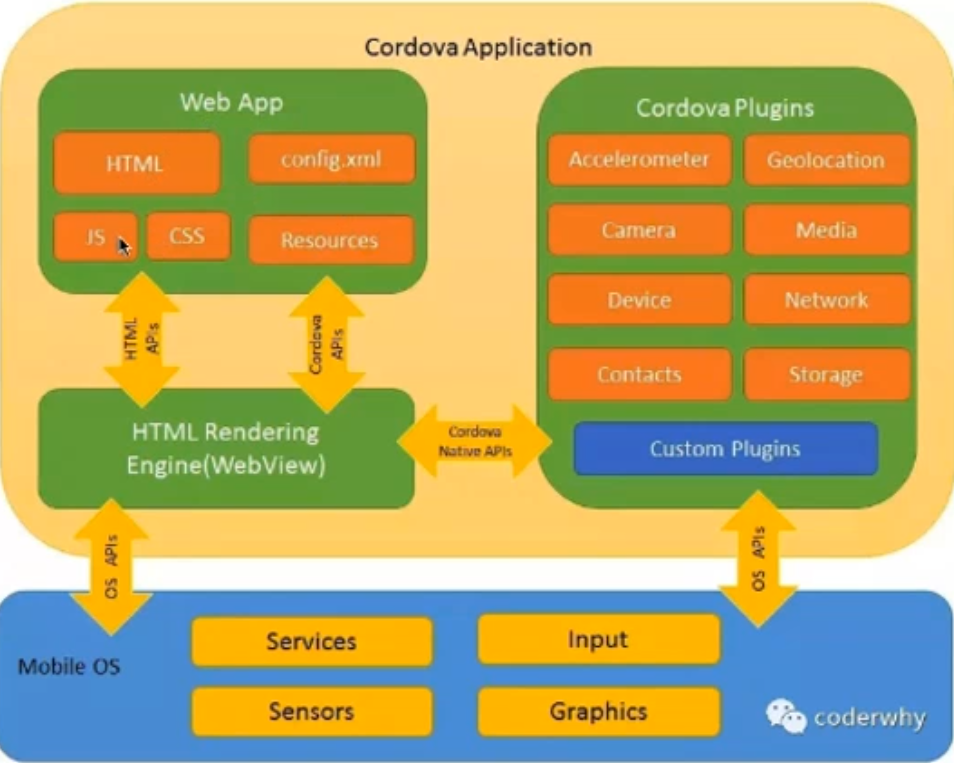 Cordova Application
Web App
HTML
config.xml
JS
CSS
Resources
HTML
APIs
Cordova
APIs
HTML Rendering
Engine(WebView)
Cordova
Native APIs
Cordova Plugins
Accelerometer
Geolocation
Camera
Media
Device
Network
Contacts
Storage
Custom Plugins
OS APIs
OS APIs
Mobile OS
Services
Input
Sensors
Graphics
coderwhy